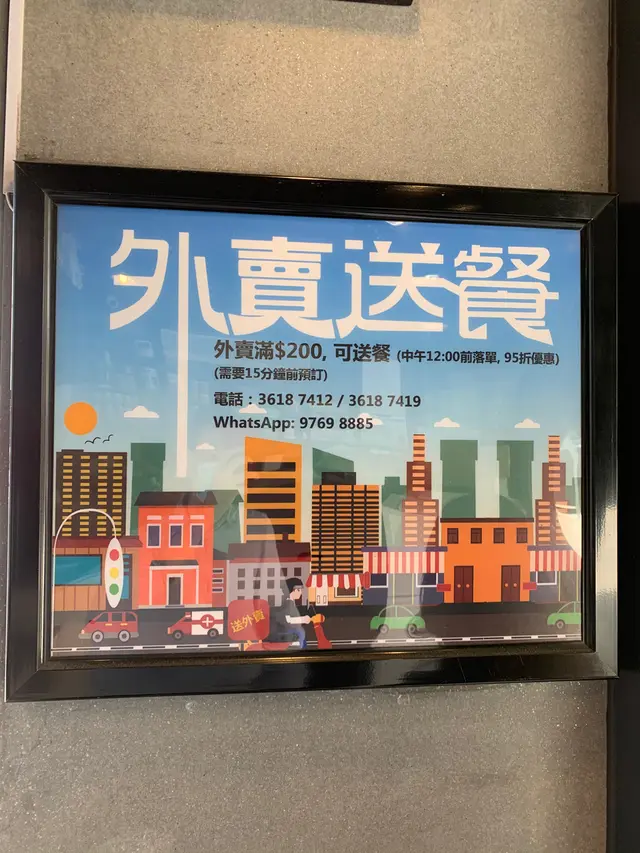 外賣送餐
外賣滿$200, 可送餐 (中午12:00前落單, 95折優惠)
(需要15分鐘前預訂)
電話：3618 7412 / 3618 7419
WhatsApp: 9769 8885
送外賣